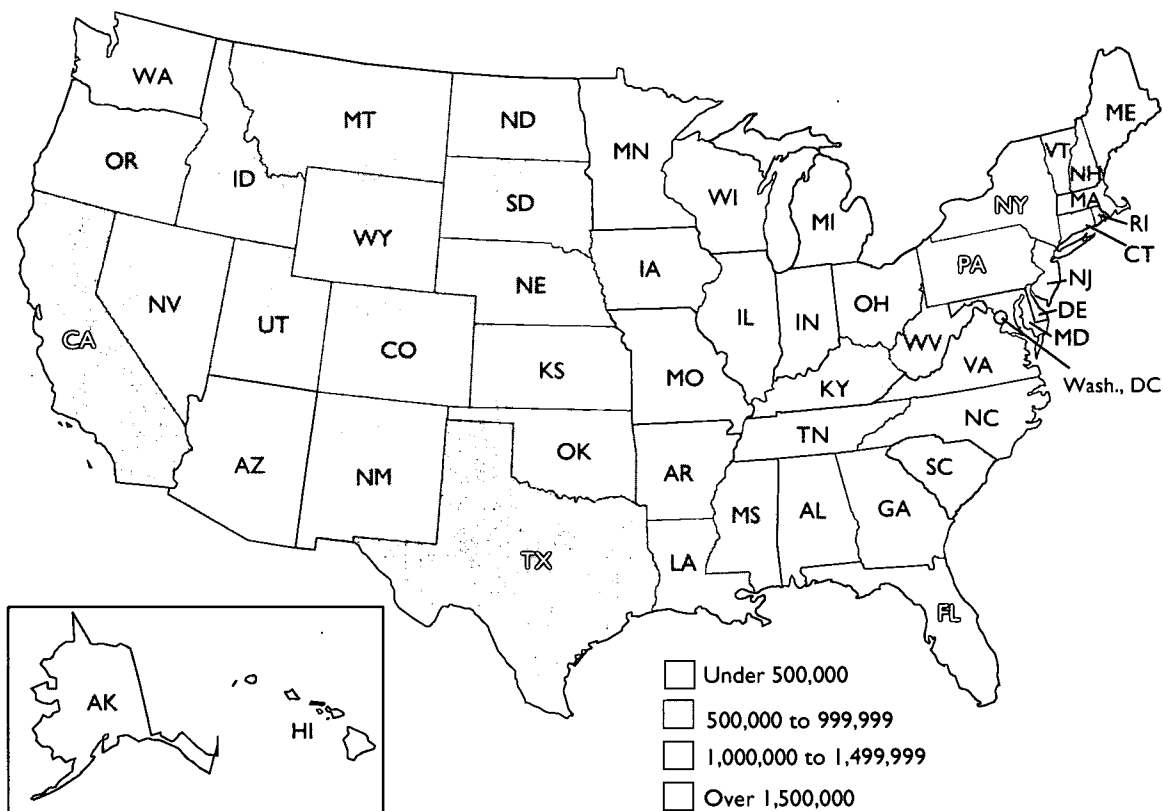 WA
MT
ND
MN
ME
OR
ID
SD
WI
VT
NH
NY
MA
WY
MI
RI
CT
IA
PA
NE
NJ
NV
UT
CO
IL
IN
OH
DE
MD
CA
KS
MO
WV
VA
KY
Wash., DC
AZ
NM
OK
AR
TN
NC
SC
MS
AL
GA
TX
LA
FL
AK
HI
Under 500,000
500,000 to 999,999
1,000,000 to 1,499,999
Over 1,500,000